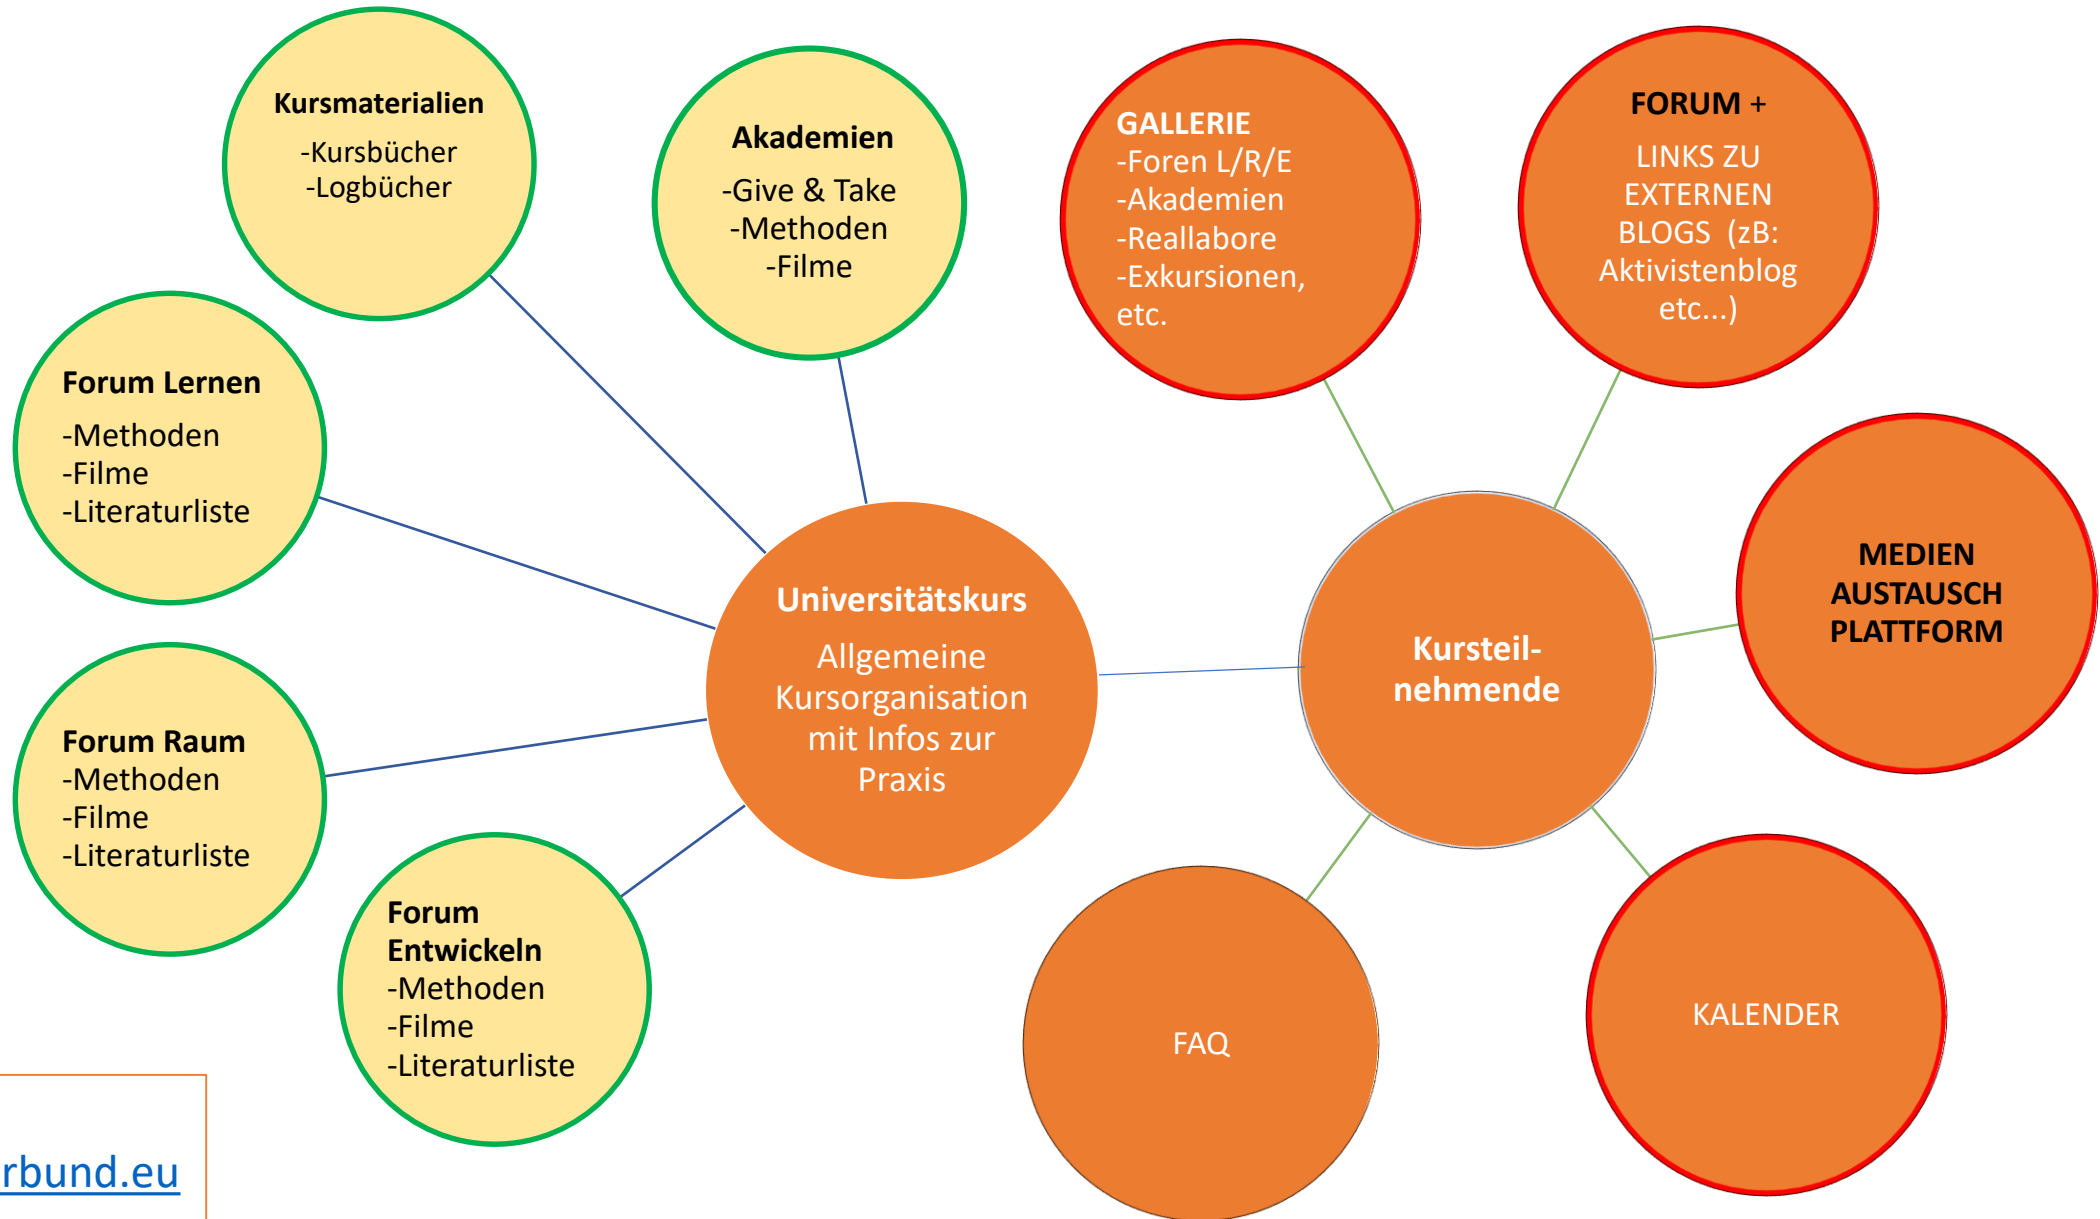 Kursmaterialien
-Kursbücher
-Logbücher
Akademien
-Give & Take
-Methoden
-Filme
GALLERIE
-Foren L/R/E
-Akademien
-Reallabore
-Exkursionen,
etc.
FORUM +
LINKS ZU
EXTERNEN
BLOGS (zB:
Aktivistenblog
etc...)
Forum Lernen
-Methoden
-Filme
-Literaturliste
MEDIEN
AUSTAUSCH
PLATTFORM
Universitätskurs
Allgemeine
Kursorganisation
mit Infos zur
Praxis
Kursteil-
nehmende
Forum Raum
-Methoden
-Filme
-Literaturliste
Forum
Entwickeln
-Methoden
-Filme
-Literaturliste
FAQ
KALENDER
rbund.eu